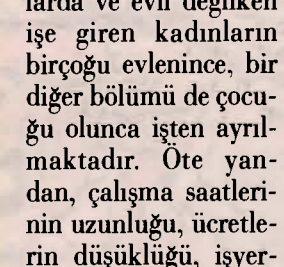 larda ve evli değilken
işe giren kadınların
birçoğu evlenince, bir
diğer bölümü de çocu-
ğu olunca işten ayrıl-
maktadır. Öte yan-
dan, çalışma saatleri-
nin uzunluğu, ücretle-
rin düşüklüğü, işyer-